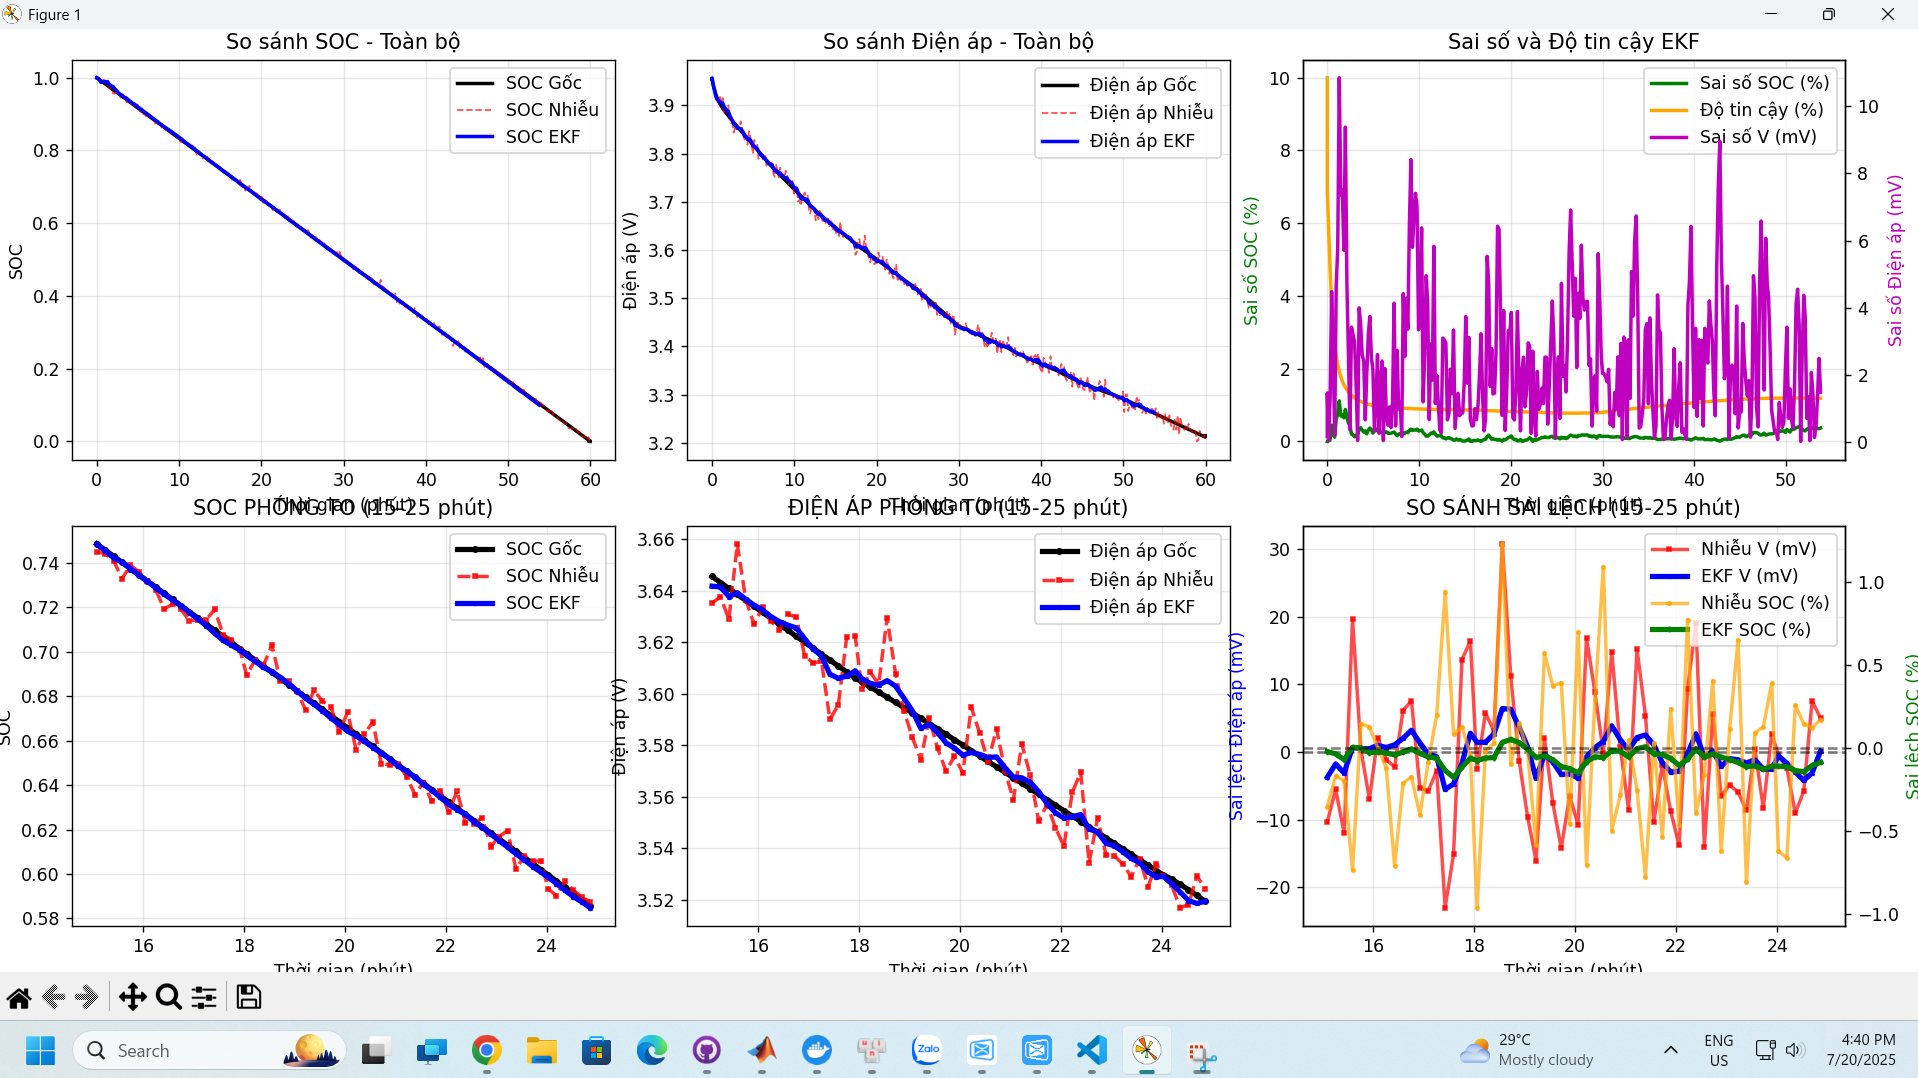 Figure 1
So sánh SOC - Toàn bộ
SOC Gốc
SOC Nhiễu
SOC EKF
1.0
0.8
0.6
0.4
0.2
0.0
SOC
0 10 20 30 40 50 60
Thời gian (phút)
So sánh Điện áp - Toàn bộ
Điện áp Gốc
Điện áp Nhiễu
Điện áp EKF
3.9
3.8
3.7
3.6
3.5
3.4
3.3
3.2
Điện áp (V)
0 10 20 30 40 50 60
Thời gian (phút)
Sai số và Độ tin cậy EKF
Sai số SOC (%)
Độ tin cậy (%)
Sai số V (mV)
10
8
6
4
2
0
Sai số SOC (%)
10
8
6
4
2
0
Sai số Điện áp (mV)
0 10 20 30 40 50
Thời gian (phút)
SOC PHÓNG TO (15-25 phút)
SOC Gốc
SOC Nhiễu
SOC EKF
0.74
0.72
0.70
0.68
0.66
0.64
0.62
0.60
0.58
SOC
16 18 20 22 24
Thời gian (phút)
ĐIỆN ÁP PHÓNG TO (15-25 phút)
Điện áp Gốc
Điện áp Nhiễu
Điện áp EKF
3.66
3.64
3.62
3.60
3.58
3.56
3.54
3.52
Điện áp (V)
16 18 20 22 24
Thời gian (phút)
SO SÁNH SAI LỆCH (15-25 phút)
Nhiễu V (mV)
EKF V (mV)
Nhiễu SOC (%)
EKF SOC (%)
30
20
10
0
−10
−20
Sai lệch Điện áp (mV)
1.0
0.5
0.0
−0.5
−1.0
Sai lệch SOC (%)
16 18 20 22 24
Thời gian (phút)
Search
Zalo
29°C
Mostly cloudy
ENG
US
4:40 PM
7/20/2025